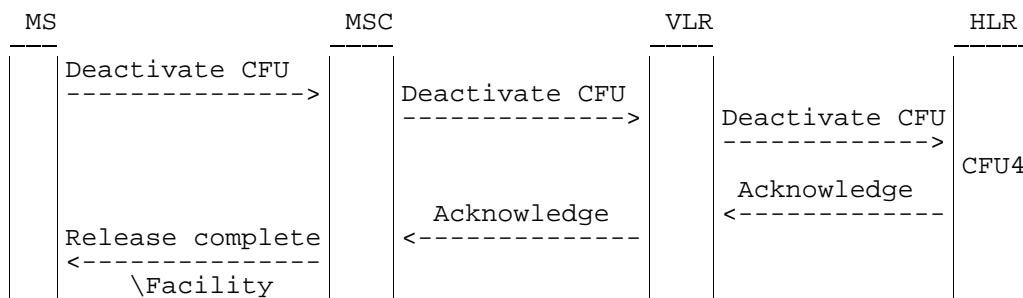 MS MSC VLR HLR
Deactivate CFU
Deactivate CFU
Deactivate CFU
CFU4
Acknowledge
Acknowledge
Release complete
\Facility